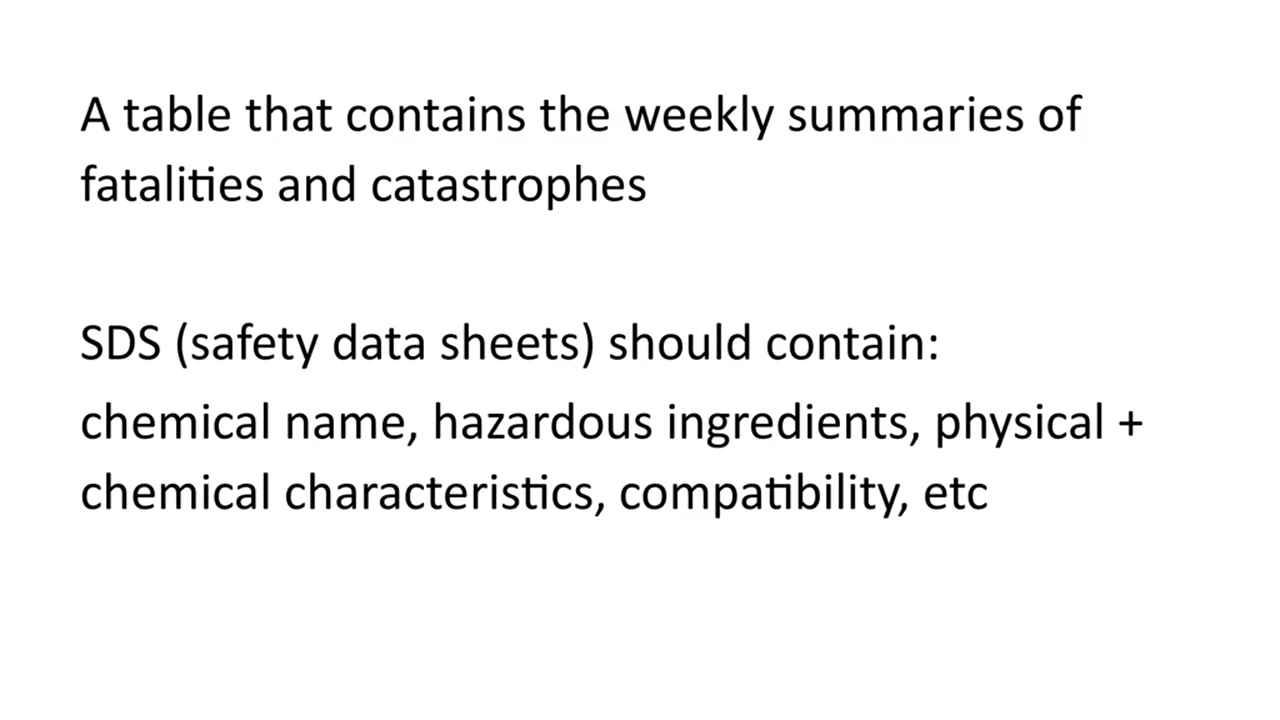 A table that contains the weekly summaries of
fatalities and catastrophes
SDS (safety data sheets) should contain:
chemical name, hazardous ingredients, physical +
chemical characteristics, compatibility, etc